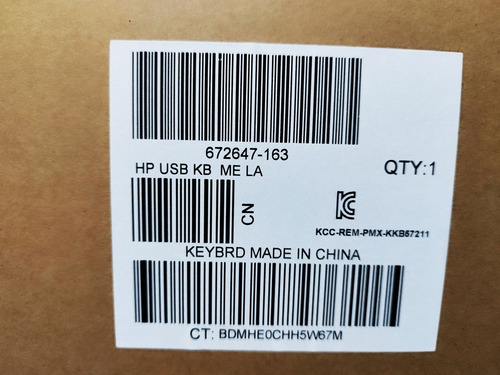 672647-163
HP USB KB ME LA
QTY:1
CN
KCC-REM-PMX-KKB57211
KEYBRD MADE IN CHINA
CT: BDMHE0CHH5W67M